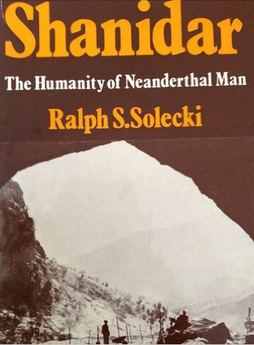 Shanidar
The Humanity of Neanderthal Man
Ralph S. Solecki